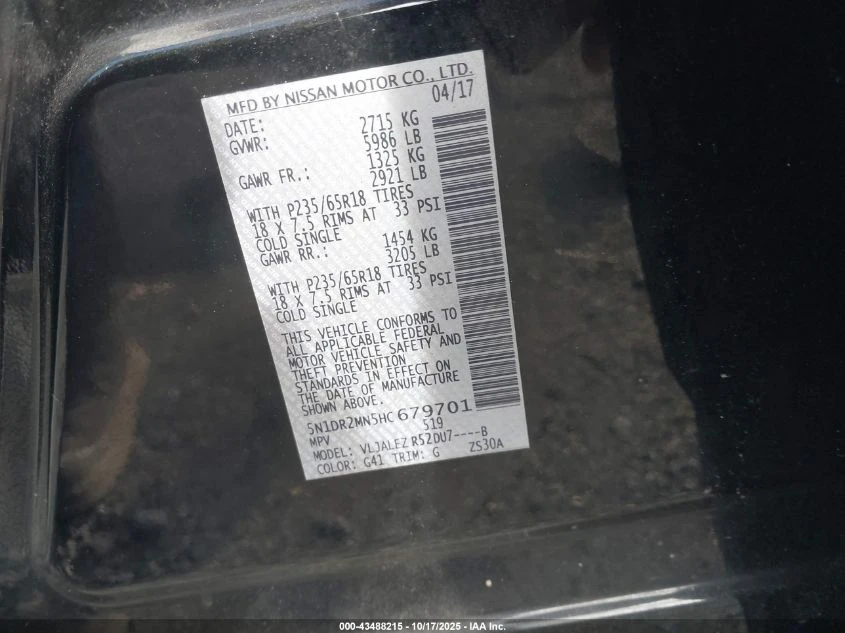 MFD BY NISSAN MOTOR CO., LTD.
DATE: 04/17
GVWR: 2715 KG
5986 LB
GAWR FR.: 1325 KG
2921 LB
WITH P235/65R18 TIRES
18 X 7.5 RIMS AT 33 PSI
COLD SINGLE
GAWR RR.: 1454 KG
3205 LB
WITH P235/65R18 TIRES
18 X 7.5 RIMS AT 33 PSI
COLD SINGLE
THIS VEHICLE CONFORMS TO
ALL APPLICABLE FEDERAL
MOTOR VEHICLE SAFETY AND
THEFT PREVENTION
STANDARDS IN EFFECT ON
THE DATE OF MANUFACTURE
SHOWN ABOVE.
5N1DR2MN5HC679701
MPV 519
MODEL: VLJALEZ R52DU7----B
COLOR: G41 TRIM: G ZS30A
000-43488215 - 10/17/2025 - IAA Inc.